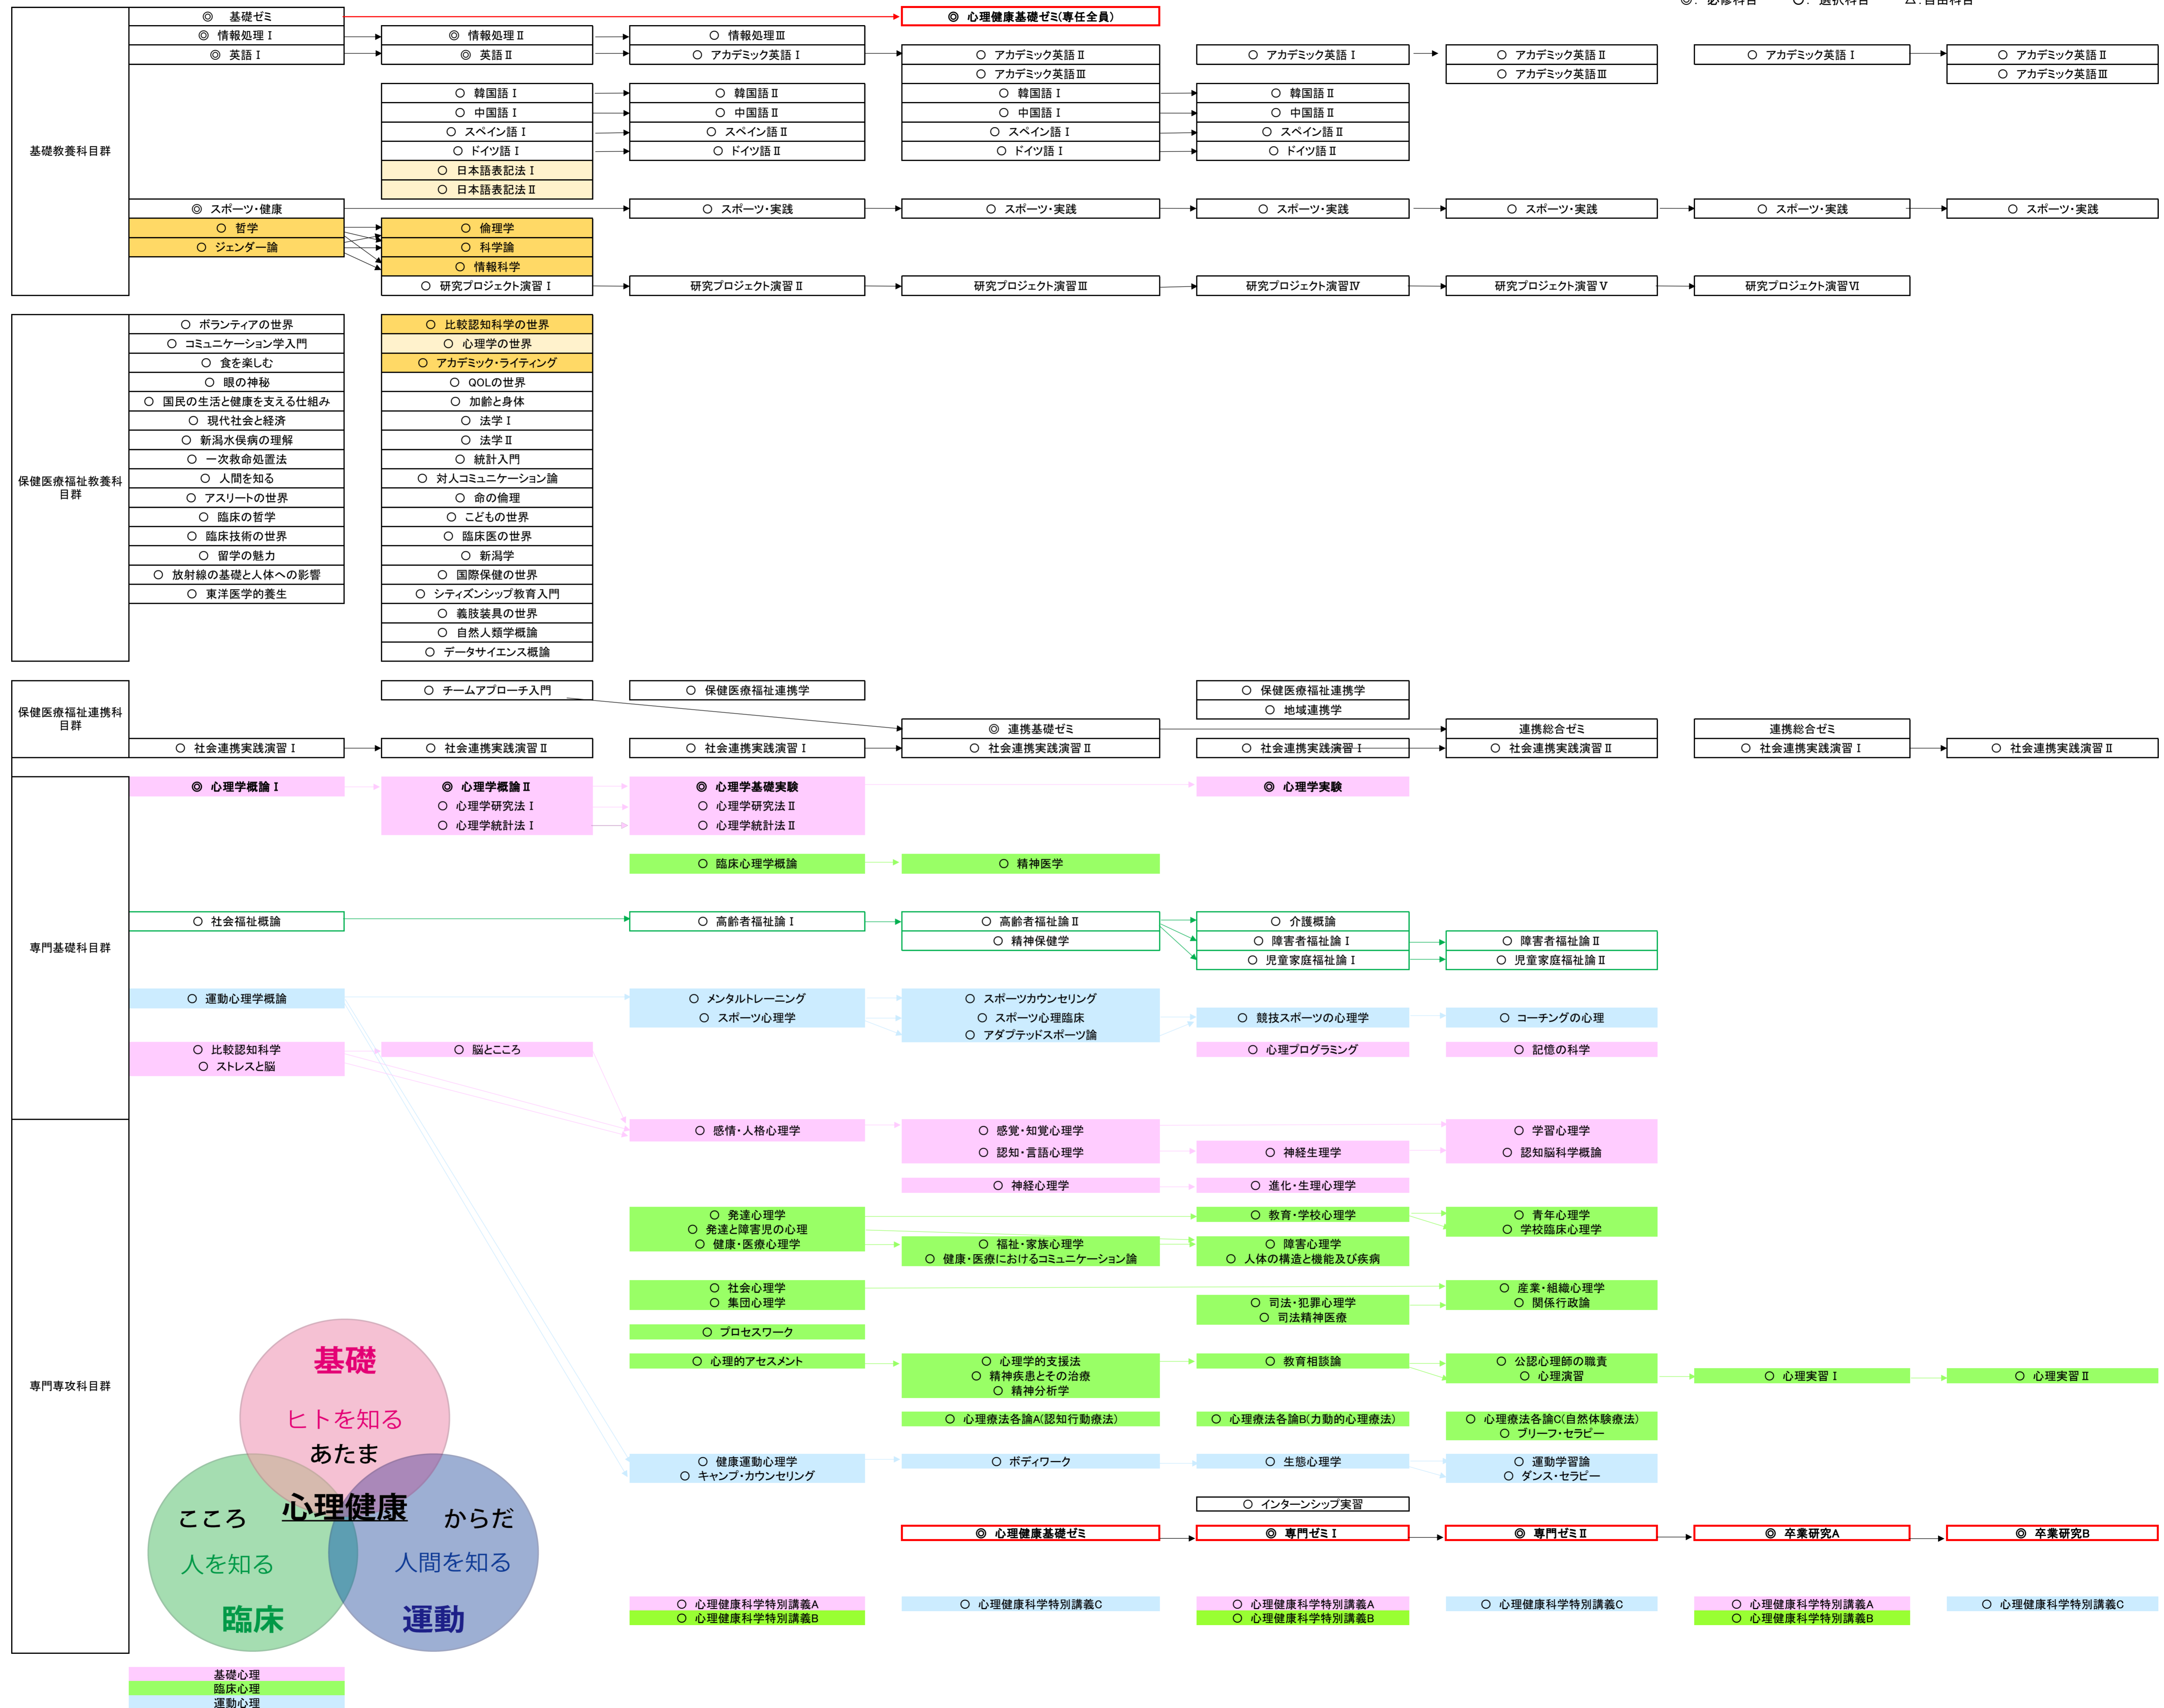 ◎: 必修科目　○: 選択科目　△: 自由科目
基礎教養科目群
◎ 基礎ゼミ
◎ 心理健康基礎ゼミ(専任全員)
◎ 情報処理Ⅰ
◎ 情報処理Ⅱ
○ 情報処理Ⅲ
◎ 英語Ⅰ
◎ 英語Ⅱ
○ アカデミック英語Ⅰ
○ アカデミック英語Ⅱ
○ アカデミック英語Ⅰ
○ アカデミック英語Ⅱ
○ アカデミック英語Ⅰ
○ アカデミック英語Ⅱ
○ アカデミック英語Ⅲ
○ アカデミック英語Ⅲ
○ アカデミック英語Ⅲ
○ 韓国語Ⅰ
○ 韓国語Ⅱ
○ 韓国語Ⅰ
○ 韓国語Ⅱ
○ 中国語Ⅰ
○ 中国語Ⅱ
○ 中国語Ⅰ
○ 中国語Ⅱ
○ スペイン語Ⅰ
○ スペイン語Ⅱ
○ スペイン語Ⅰ
○ スペイン語Ⅱ
○ ドイツ語Ⅰ
○ ドイツ語Ⅱ
○ ドイツ語Ⅰ
○ ドイツ語Ⅱ
○ 日本語表記法Ⅰ
○ 日本語表記法Ⅱ
◎ スポーツ・健康
○ スポーツ・実践
○ スポーツ・実践
○ スポーツ・実践
○ スポーツ・実践
○ スポーツ・実践
○ スポーツ・実践
○ 哲学
○ 倫理学
○ ジェンダー論
○ 科学論
○ 情報科学
○ 研究プロジェクト演習Ⅰ
研究プロジェクト演習Ⅱ
研究プロジェクト演習Ⅲ
研究プロジェクト演習Ⅳ
研究プロジェクト演習Ⅴ
研究プロジェクト演習Ⅵ
保健医療福祉教養科
目群
○ ボランティアの世界
○ 比較認知科学の世界
○ コミュニケーション学入門
○ 心理学の世界
○ 食を楽しむ
○ アカデミック・ライティング
○ 眼の神秘
○ QOLの世界
○ 国民の生活と健康を支える仕組み
○ 加齢と身体
○ 現代社会と経済
○ 法学Ⅰ
○ 新潟水俣病の理解
○ 法学Ⅱ
○ 一次救命処置法
○ 統計入門
○ 人間を知る
○ 対人コミュニケーション論
○ アスリートの世界
○ 命の倫理
○ 臨床の哲学
○ こどもの世界
○ 臨床技術の世界
○ 臨床医の世界
○ 留学の魅力
○ 新潟学
○ 放射線の基礎と人体への影響
○ 国際保健の世界
○ 東洋医学的養生
○ シティズンシップ教育入門
○ 義肢装具の世界
○ 自然人類学概論
○ データサイエンス概論
保健医療福祉連携科
目群
○ チームアプローチ入門
○ 保健医療福祉連携学
○ 保健医療福祉連携学
○ 地域連携学
◎ 連携基礎ゼミ
連携総合ゼミ
連携総合ゼミ
○ 社会連携実践演習Ⅰ
○ 社会連携実践演習Ⅱ
○ 社会連携実践演習Ⅰ
○ 社会連携実践演習Ⅱ
○ 社会連携実践演習Ⅰ
○ 社会連携実践演習Ⅱ
○ 社会連携実践演習Ⅰ
○ 社会連携実践演習Ⅱ
専門基礎科目群
◎ 心理学概論Ⅰ
◎ 心理学概論Ⅱ
◎ 心理学基礎実験
◎ 心理学実験
○ 心理学研究法Ⅰ
○ 心理学研究法Ⅱ
○ 心理学統計法Ⅰ
○ 心理学統計法Ⅱ
○ 臨床心理学概論
○ 精神医学
○ 社会福祉概論
○ 高齢者福祉論Ⅰ
○ 高齢者福祉論Ⅱ
○ 介護概論
○ 精神保健学
○ 障害者福祉論Ⅰ
○ 障害者福祉論Ⅱ
○ 児童家庭福祉論Ⅰ
○ 児童家庭福祉論Ⅱ
○ 運動心理学概論
○ メンタルトレーニング
○ スポーツカウンセリング
○ スポーツ心理学
○ スポーツ心理臨床
○ 競技スポーツの心理学
○ コーチングの心理
○ アダプテッドスポーツ論
○ 比較認知科学
○ 脳とこころ
○ 心理プログラミング
○ 記憶の科学
○ ストレスと脳
専門専攻科目群
○ 感情・人格心理学
○ 感覚・知覚心理学
○ 学習心理学
○ 認知・言語心理学
○ 神経生理学
○ 認知脳科学概論
○ 神経心理学
○ 進化・生理心理学
○ 発達心理学
○ 教育・学校心理学
○ 青年心理学
○ 発達と障害児の心理
○ 学校臨床心理学
○ 健康・医療心理学
○ 福祉・家族心理学
○ 障害心理学
○ 健康・医療におけるコミュニケーション論
○ 人体の構造と機能及び疾病
○ 社会心理学
○ 産業・組織心理学
○ 集団心理学
○ 司法・犯罪心理学
○ 関係行政論
○ 司法精神医療
○ プロセスワーク
○ 心理的アセスメント
○ 心理学的支援法
○ 教育相談論
○ 公認心理師の職責
○ 精神疾患とその治療
○ 心理演習
○ 心理実習Ⅰ
○ 心理実習Ⅱ
○ 精神分析学
○ 心理療法各論A(認知行動療法)
○ 心理療法各論B(力動的心理療法)
○ 心理療法各論C(自然体験療法)
○ ブリーフ・セラピー
○ 健康運動心理学
○ ボディワーク
○ 生態心理学
○ 運動学習論
○ キャンプ・カウンセリング
○ ダンス・セラピー
○ インターンシップ実習
◎ 心理健康基礎ゼミ
◎ 専門ゼミⅠ
◎ 専門ゼミⅡ
◎ 卒業研究A
◎ 卒業研究B
○ 心理健康科学特別講義A
○ 心理健康科学特別講義C
○ 心理健康科学特別講義A
○ 心理健康科学特別講義C
○ 心理健康科学特別講義A
○ 心理健康科学特別講義C
○ 心理健康科学特別講義B
○ 心理健康科学特別講義B
○ 心理健康科学特別講義B
基礎
ヒトを知る
あたま
心理健康
こころ
からだ
人を知る
人間を知る
臨床
運動
基礎心理
臨床心理
運動心理